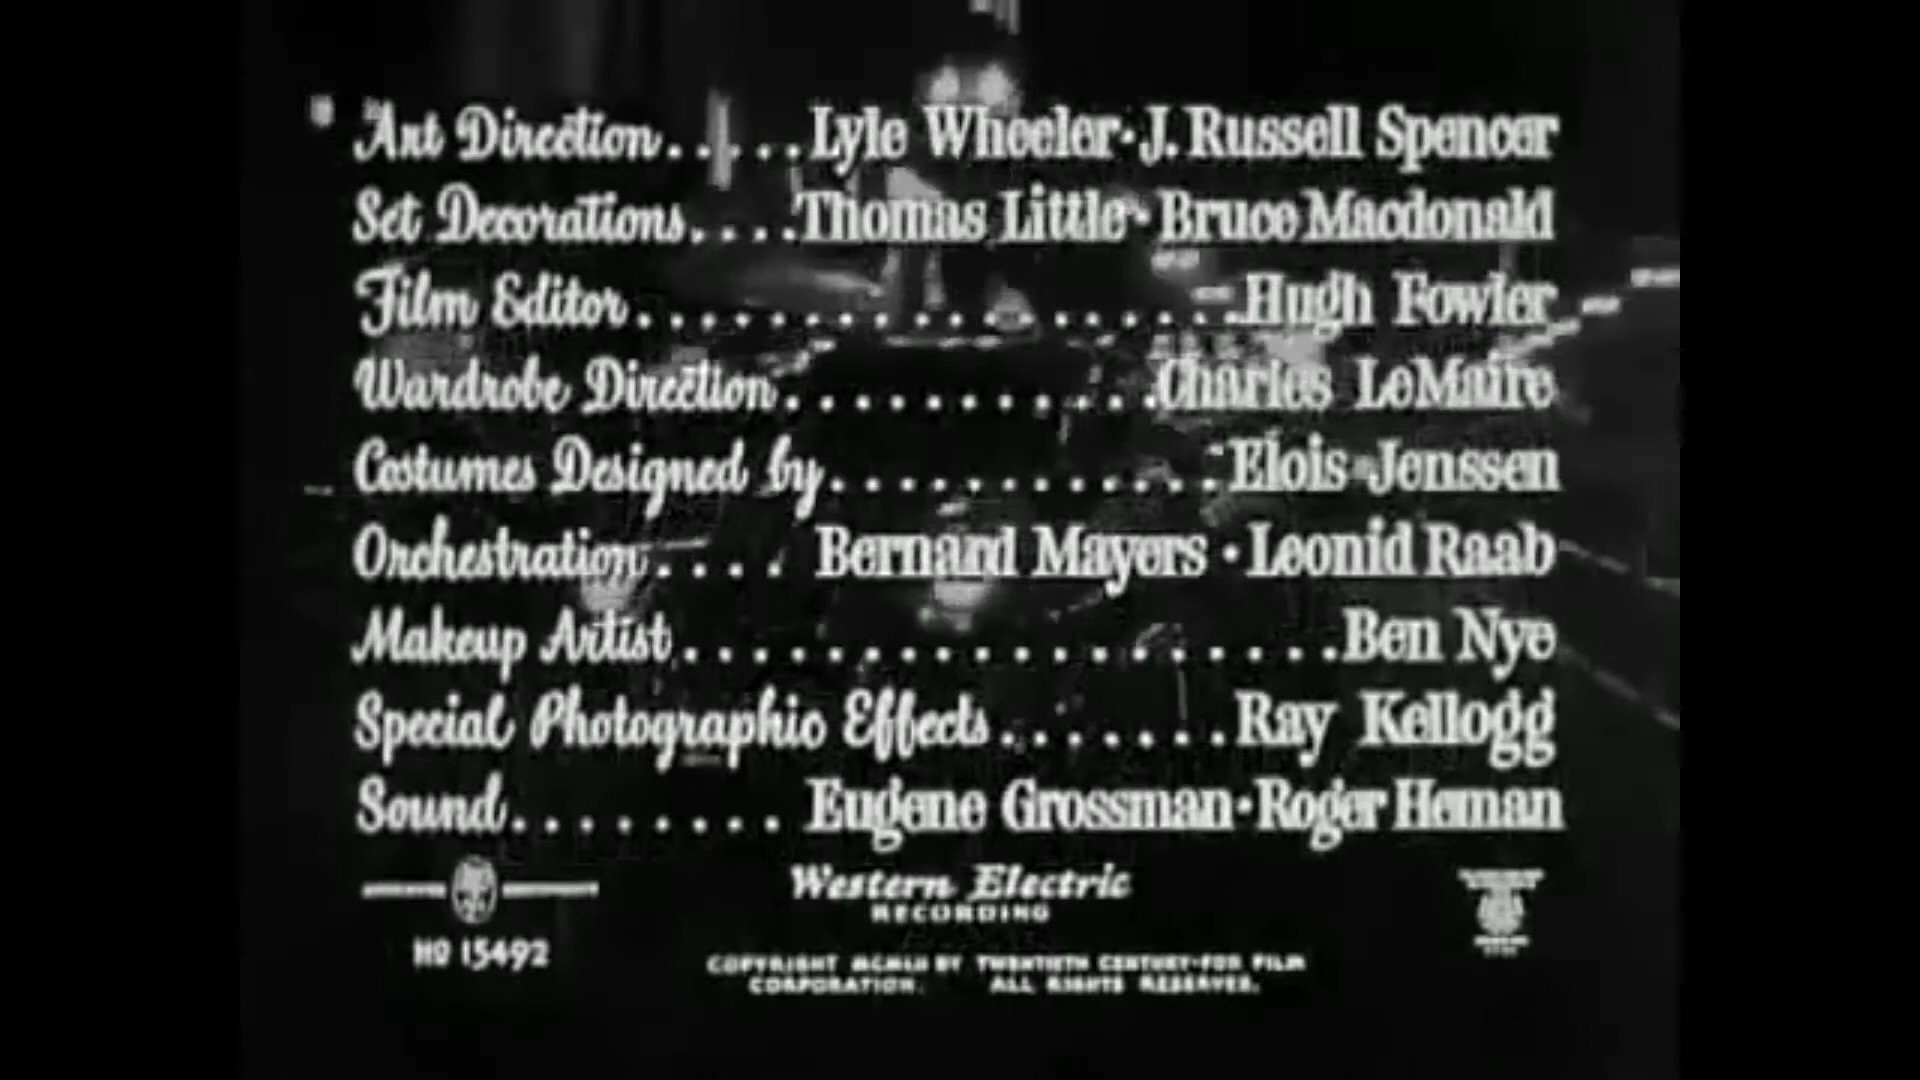 Art Direction.....Lyle Wheeler·J. Russell Spencer
Set Decorations....Thomas Little·Bruce Macdonald
Film Editor..................Hugh Fowler
Wardrobe Direction...........Charles LeMaire
Costumes Designed by............Elois Jenssen
Orchestration.... Bernard Mayers·Leonid Raab
Makeup Artist...................Ben Nye
Special Photographic Effects.......Ray Kellogg
Sound........ Eugene Grossman·Roger Heman
Western Electric
RECORDING
NO 15492
COPYRIGHT MCMLII BY TWENTIETH CENTURY-FOX FILM
CORPORATION. ALL RIGHTS RESERVED.